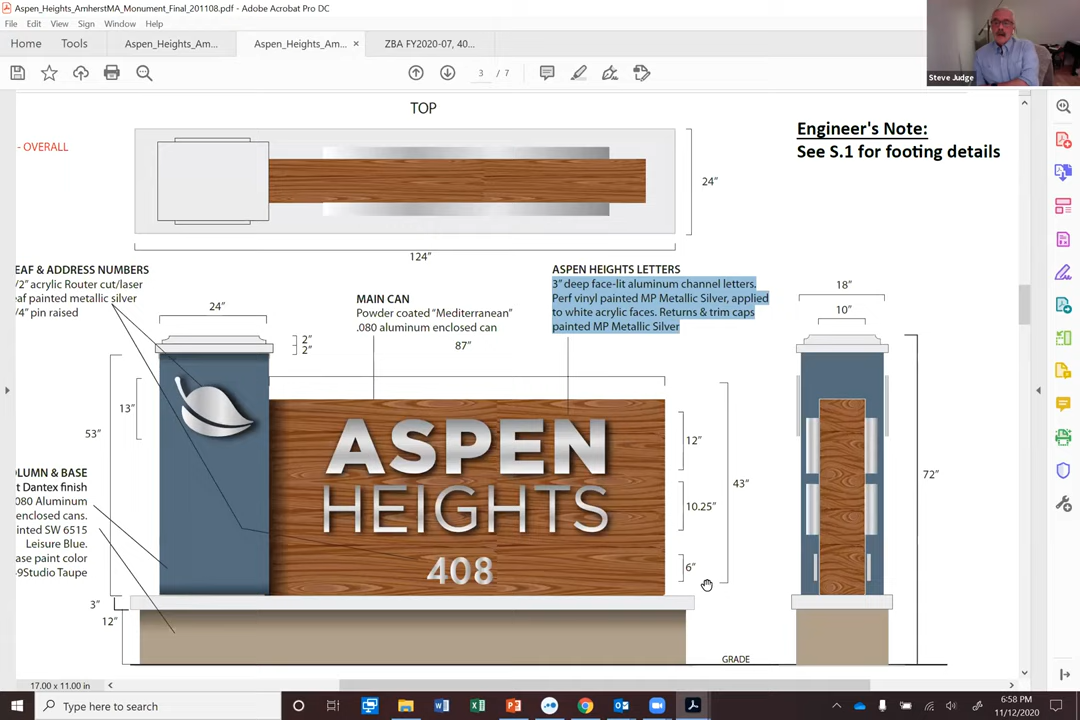 Aspen_Heights_AmherstMA_Monument_Final_201108.pdf - Adobe Acrobat Pro DC
File Edit View Sign Window Help
Home Tools Aspen_Heights_Am... Aspen_Heights_Am... × ZBA FY2020-07, 40...
3 / 7
Steve Judge
TOP
Engineer's Note:
See S.1 for footing details
- OVERALL
24"
124"
EAF & ADDRESS NUMBERS
/2" acrylic Router cut/laser
eaf painted metallic silver
/4" pin raised
24"
MAIN CAN
Powder coated "Mediterranean"
.080 aluminum enclosed can
87"
ASPEN HEIGHTS LETTERS
3" deep face-lit aluminum channel letters.
Perf vinyl painted MP Metallic Silver, applied
to white acrylic faces. Returns & trim caps
painted MP Metallic Silver
18"
10"
2"
2"
13"
53"
ASPEN
HEIGHTS
408
12"
10.25"
6"
43"
72"
OLUMN & BASE
t Dantex finish
080 Aluminum
enclosed cans.
inted SW 6515
Leisure Blue.
ase paint color
-9Studio Taupe
3"
12"
GRADE
17.00 x 11.00 in
Type here to search
6:58 PM
11/12/2020